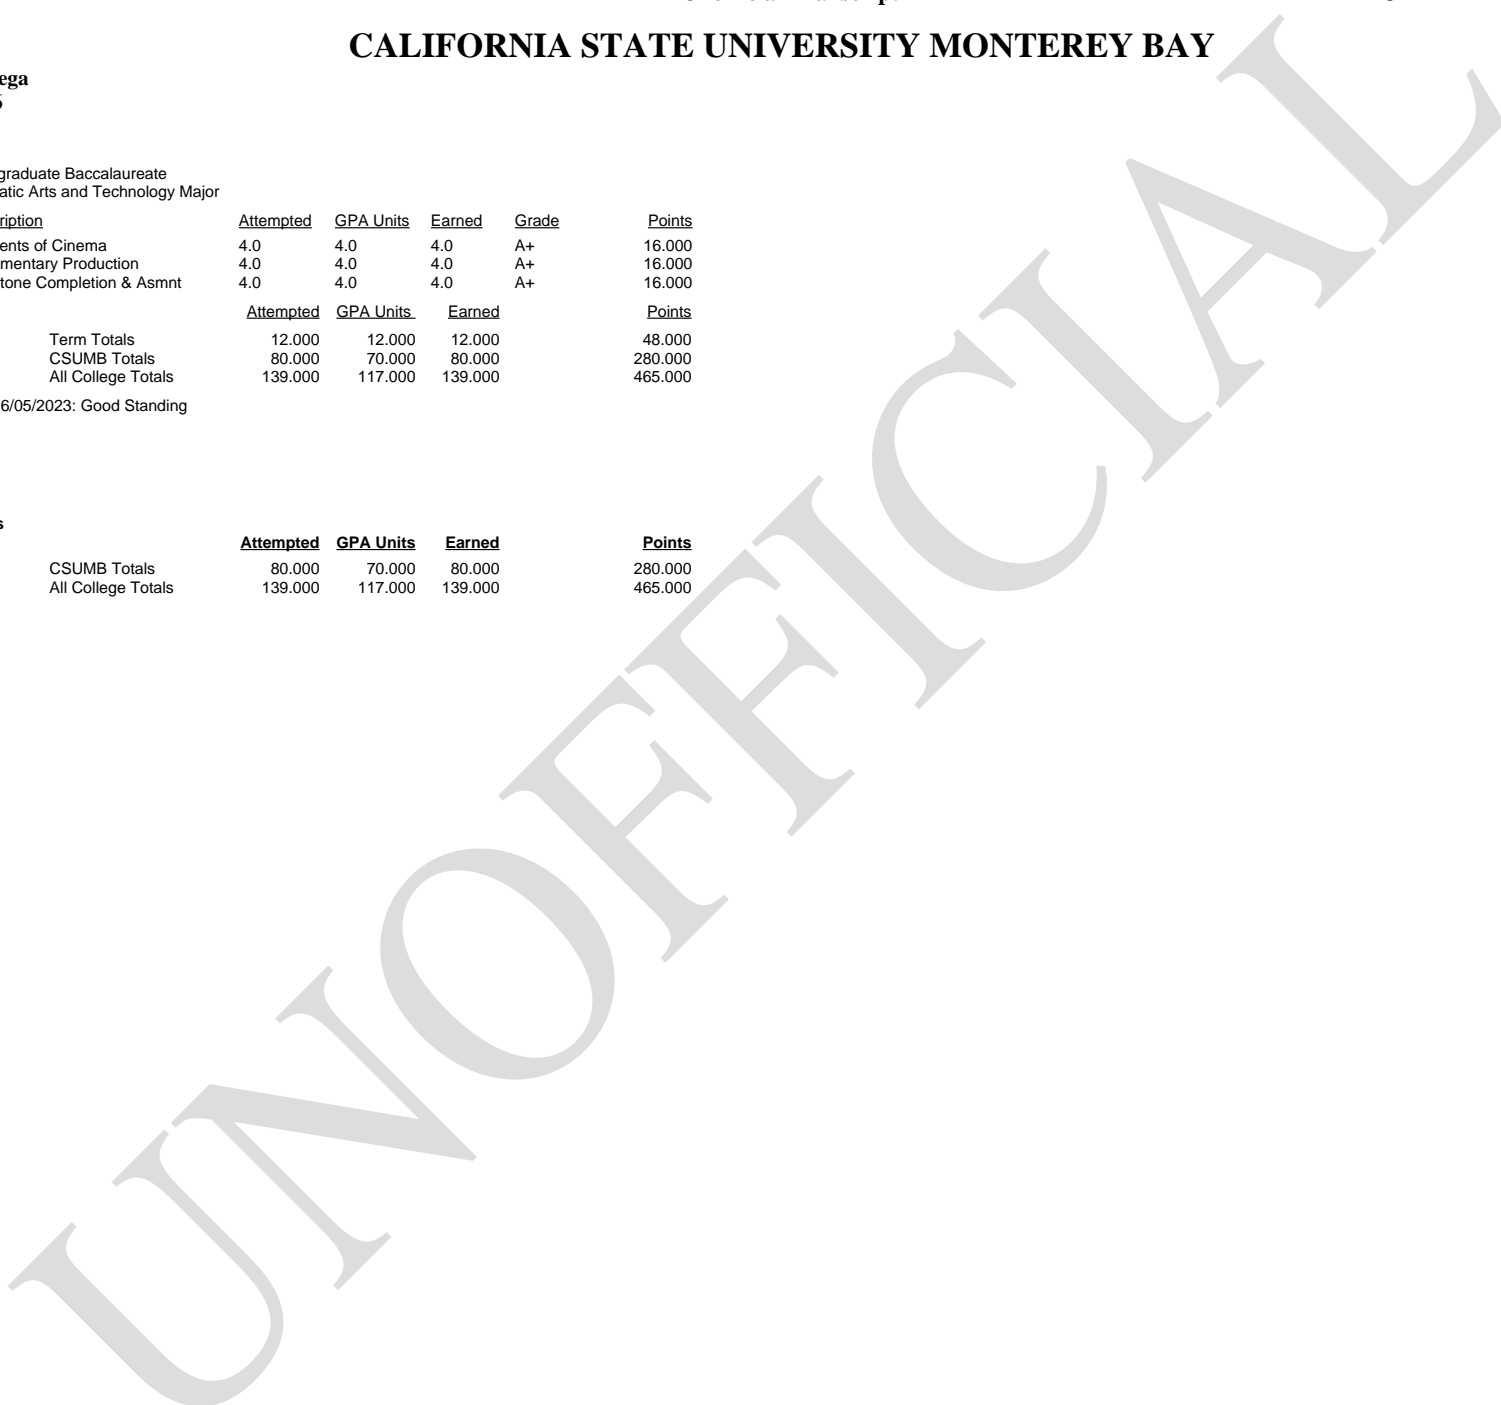 CALIFORNIA STATE UNIVERSITY MONTEREY BAY
ega
graduate Baccalaureate
atic Arts and Technology Major
ription Attempted GPA Units Earned Grade Points
ents of Cinema 4.0 4.0 4.0 A+ 16.000
mentary Production 4.0 4.0 4.0 A+ 16.000
tone Completion & Asmnt 4.0 4.0 4.0 A+ 16.000
Attempted GPA Units Earned Points
Term Totals 12.000 12.000 12.000 48.000
CSUMB Totals 80.000 70.000 80.000 280.000
All College Totals 139.000 117.000 139.000 465.000
6/05/2023: Good Standing
s
Attempted GPA Units Earned Points
CSUMB Totals 80.000 70.000 80.000 280.000
All College Totals 139.000 117.000 139.000 465.000
UNOFFICIAL